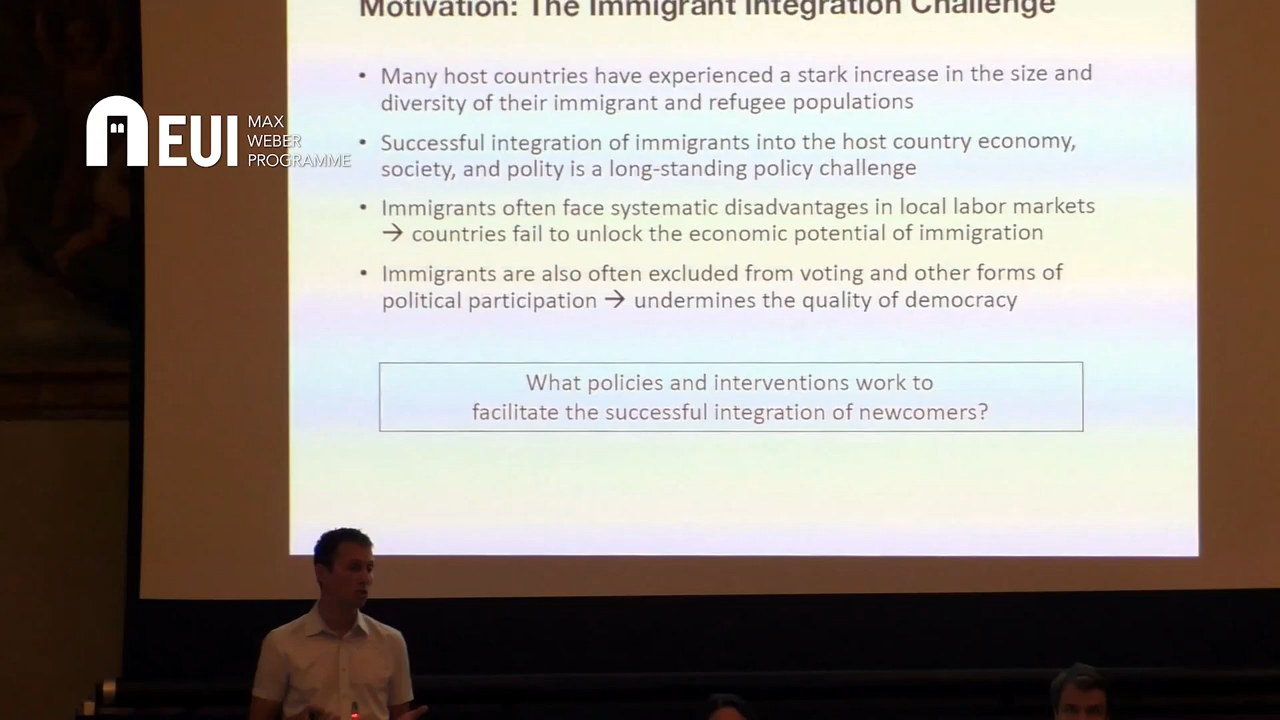 Motivation: The Immigrant Integration Challenge
• Many host countries have experienced a stark increase in the size and
diversity of their immigrant and refugee populations
• Successful integration of immigrants into the host country economy,
society, and polity is a long-standing policy challenge
• Immigrants often face systematic disadvantages in local labor markets
→ countries fail to unlock the economic potential of immigration
• Immigrants are also often excluded from voting and other forms of
political participation → undermines the quality of democracy
What policies and interventions work to
facilitate the successful integration of newcomers?
EUI
MAX
WEBER
PROGRAMME